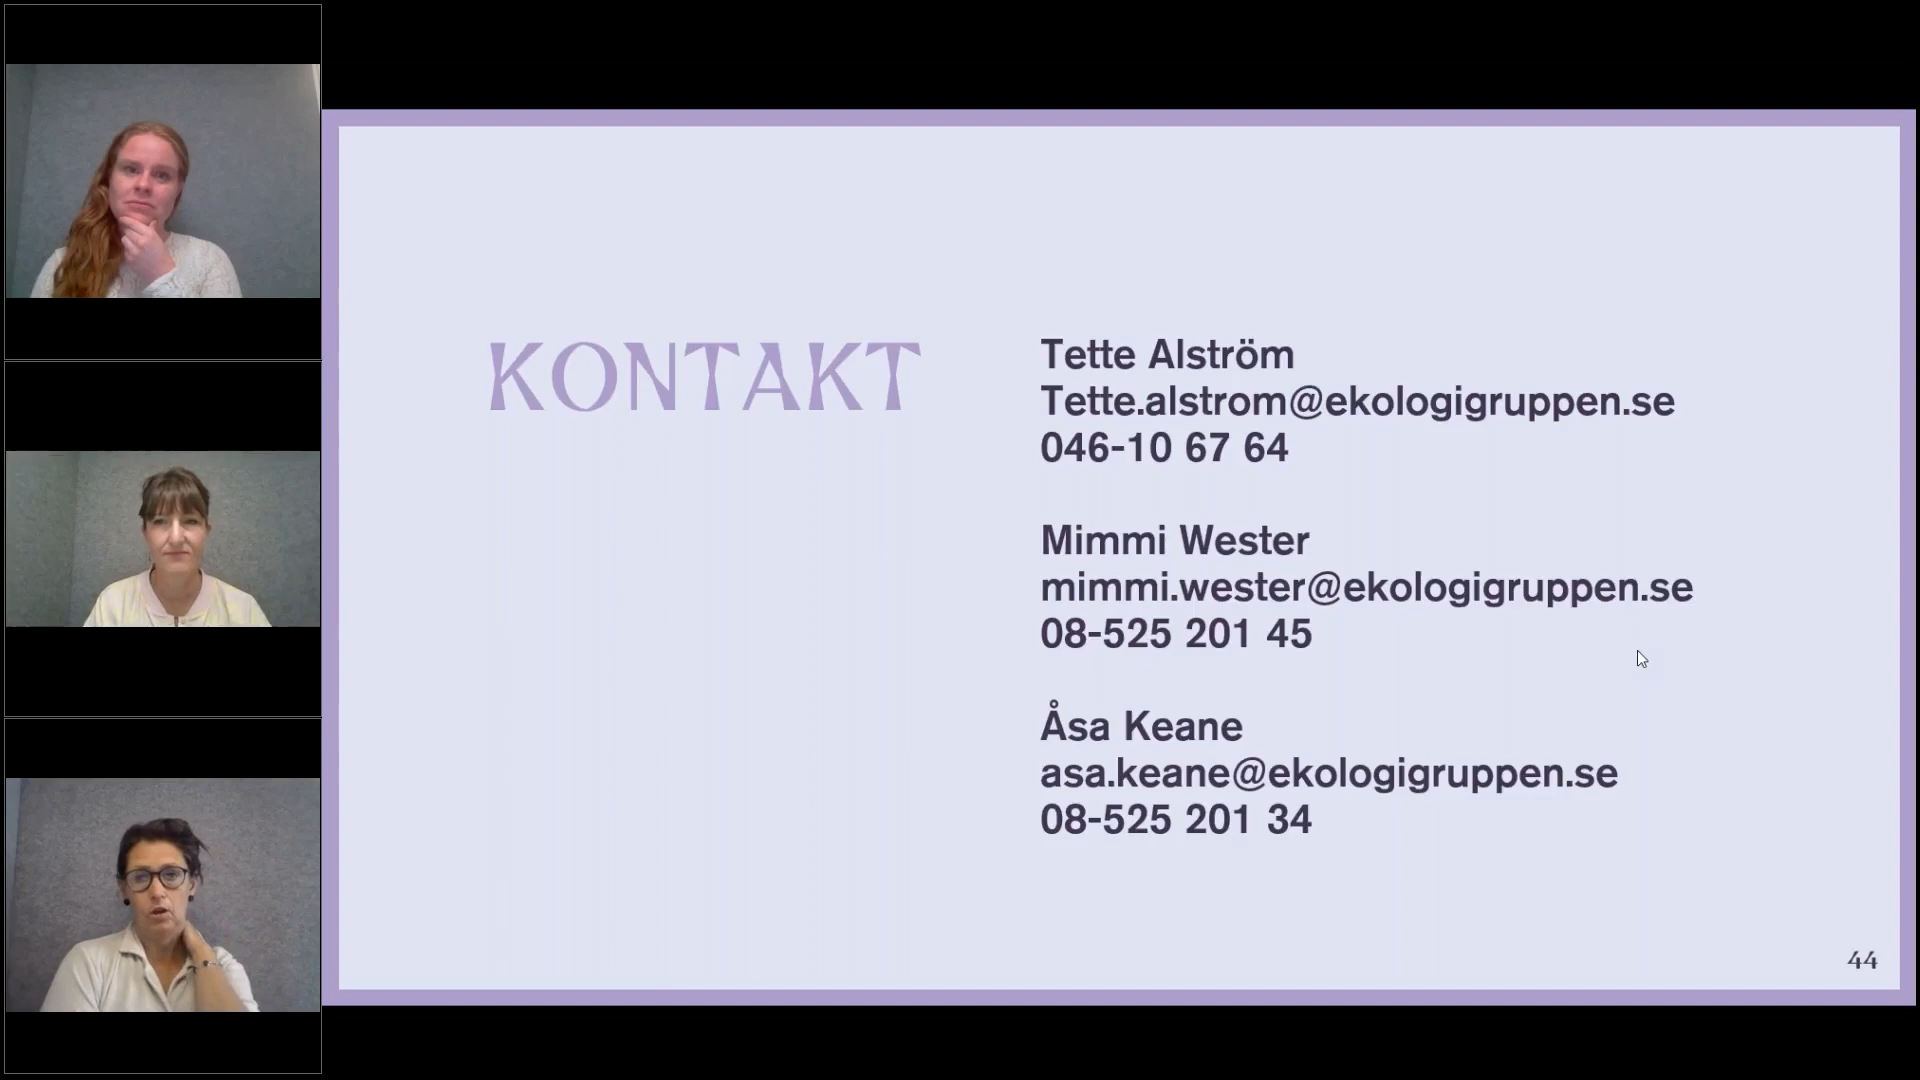 KONTAKT
Tette Alström
Tette.alstrom@ekologigruppen.se
046-10 67 64
Mimmi Wester
mimmi.wester@ekologigruppen.se
08-525 201 45
Åsa Keane
asa.keane@ekologigruppen.se
08-525 201 34
44